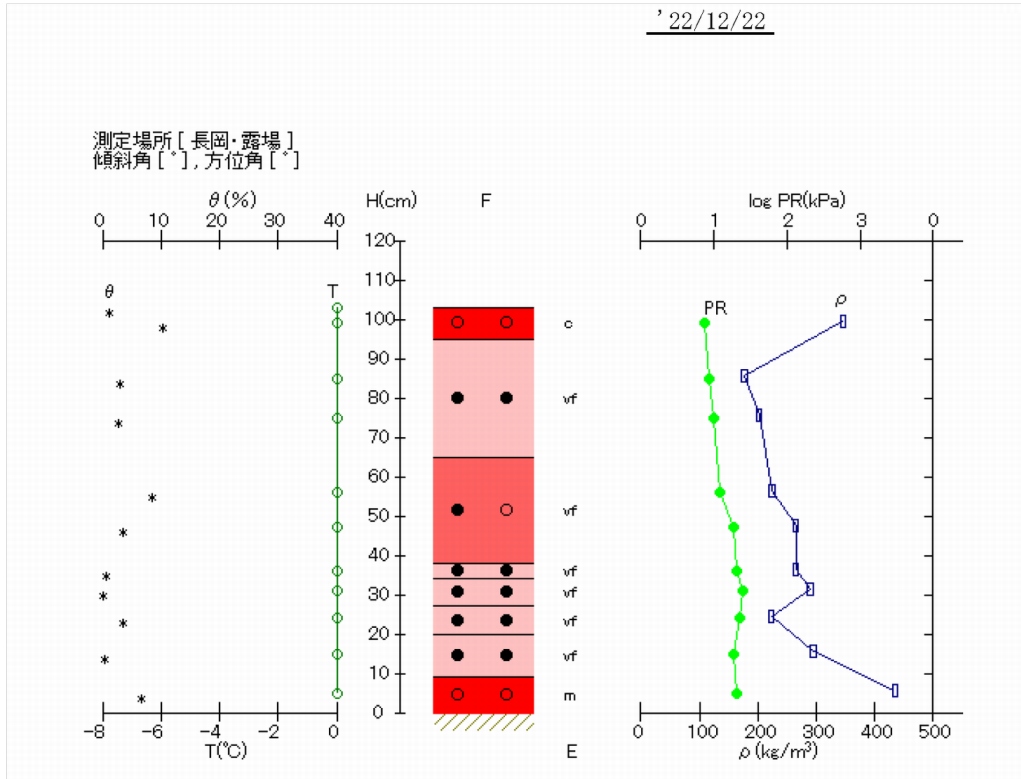 '22/12/22
測定場所[ 長岡・露場 ]
傾斜角[ ° ], 方位角[ ° ]
θ(%) H(cm) F log PR(kPa)
0 10 20 30 40 0 1 2 3 0
120
110
θ T PR ρ
100 c
90
80 vf
70
60
50 vf
40
vf
30 vf
vf
20
vf
10
m
0
-8 -6 -4 -2 0 0 100 200 300 400 500
T(℃) E ρ(kg/m³)